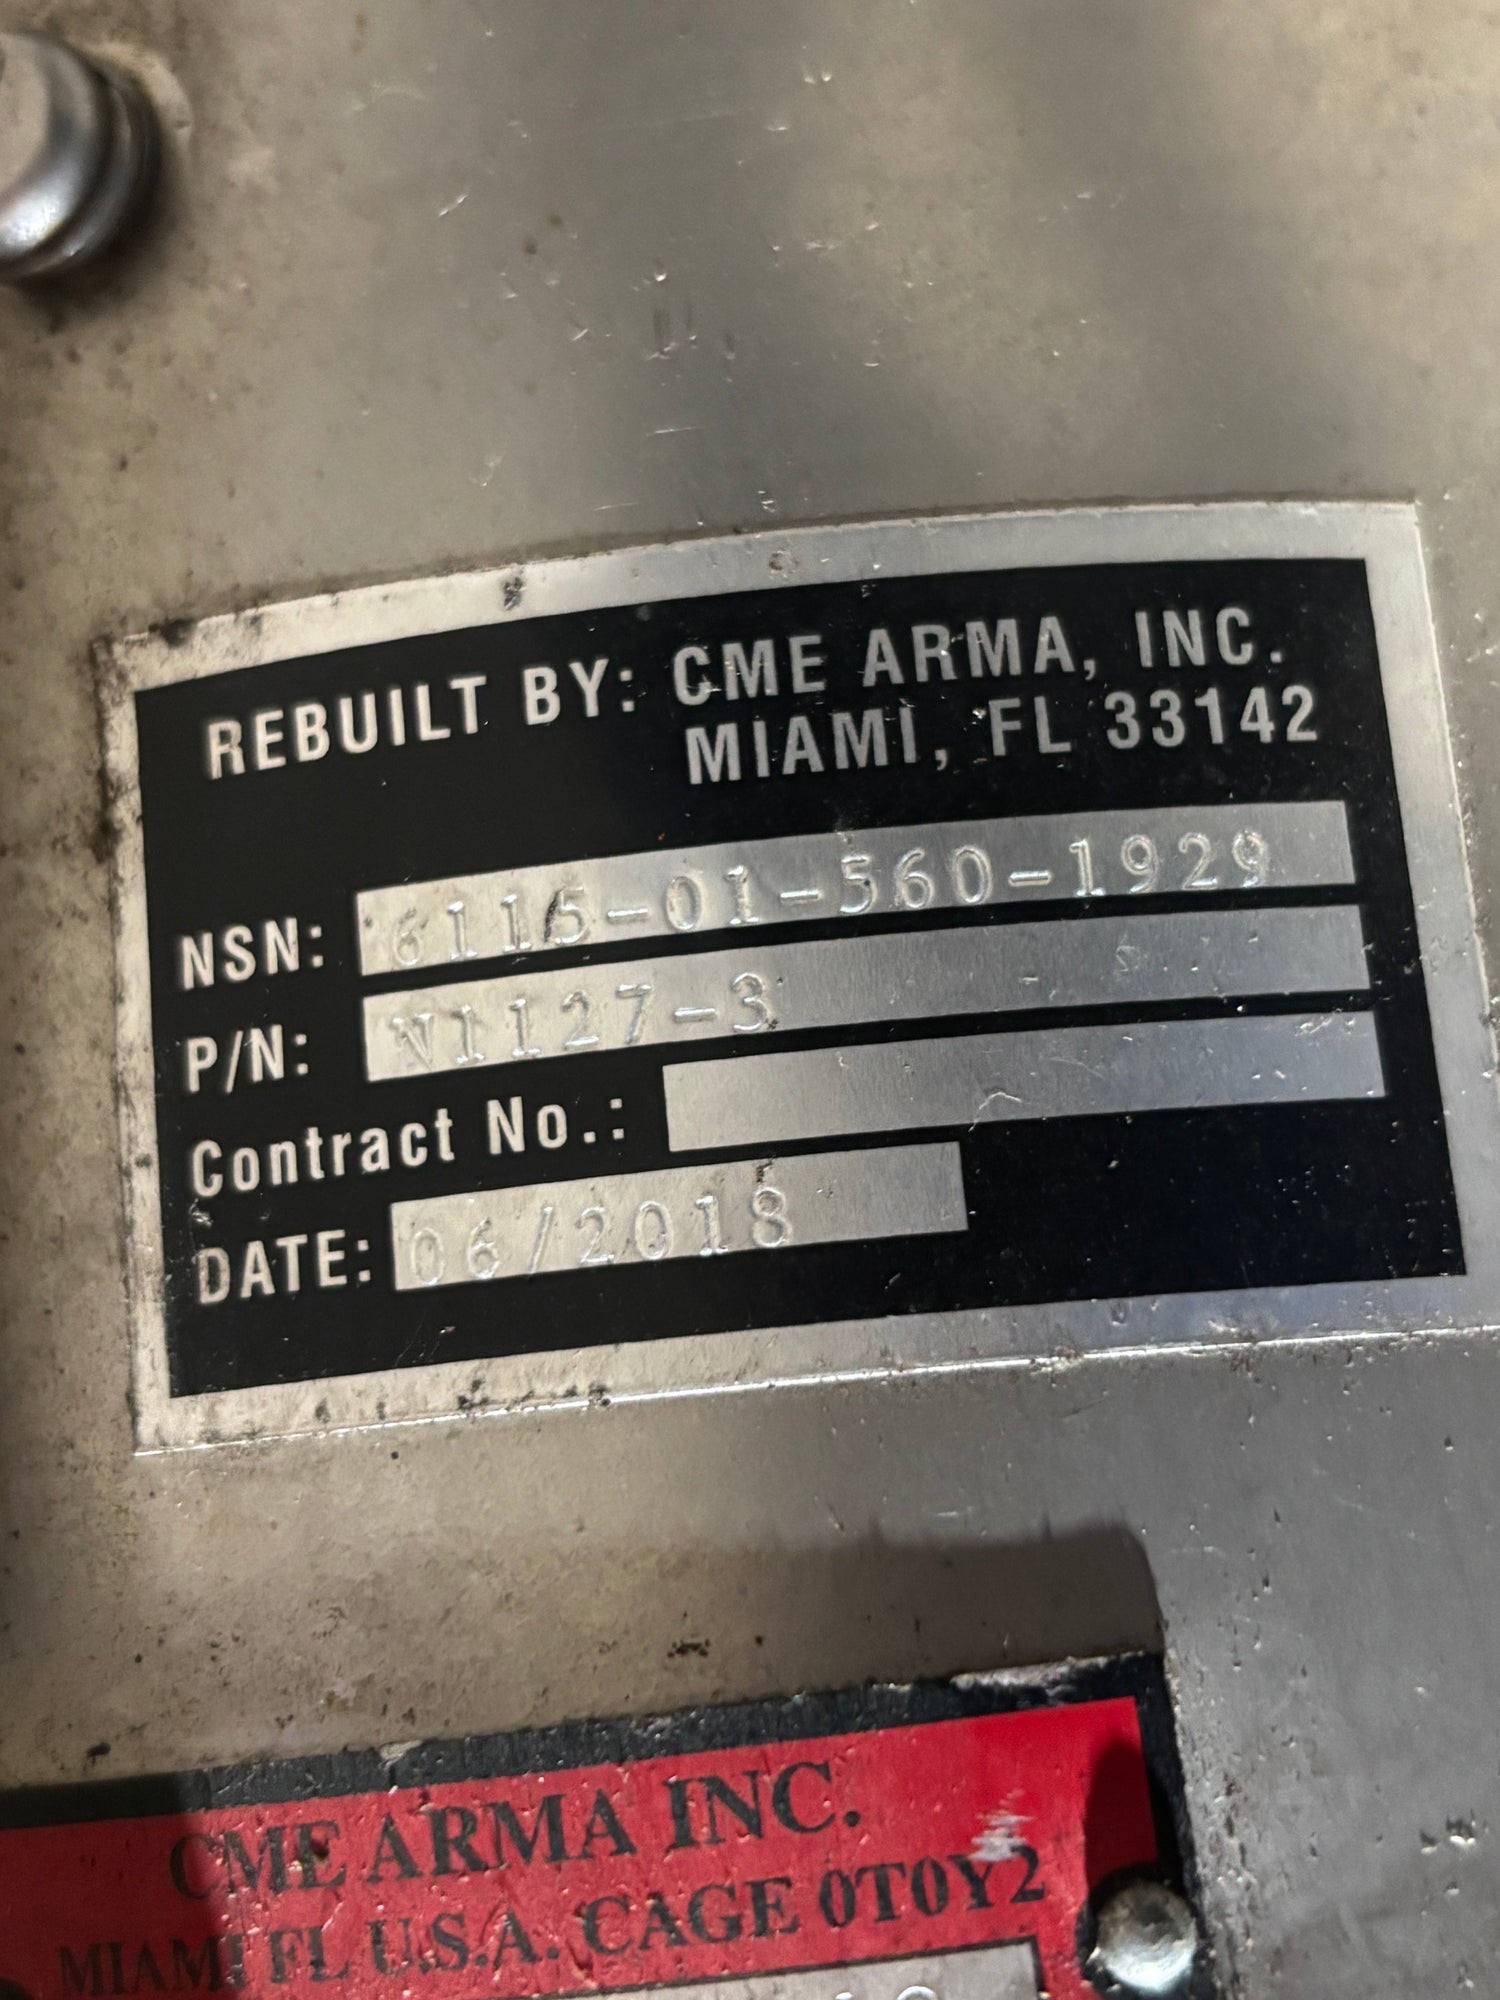 REBUILT BY: CME ARMA, INC.
MIAMI, FL 33142
NSN: 6115-01-560-1929
P/N: N1127-3
Contract No.:
DATE: 06/2018
CME ARMA INC.
MIAMI FL U.S.A. CAGE 0T0Y2